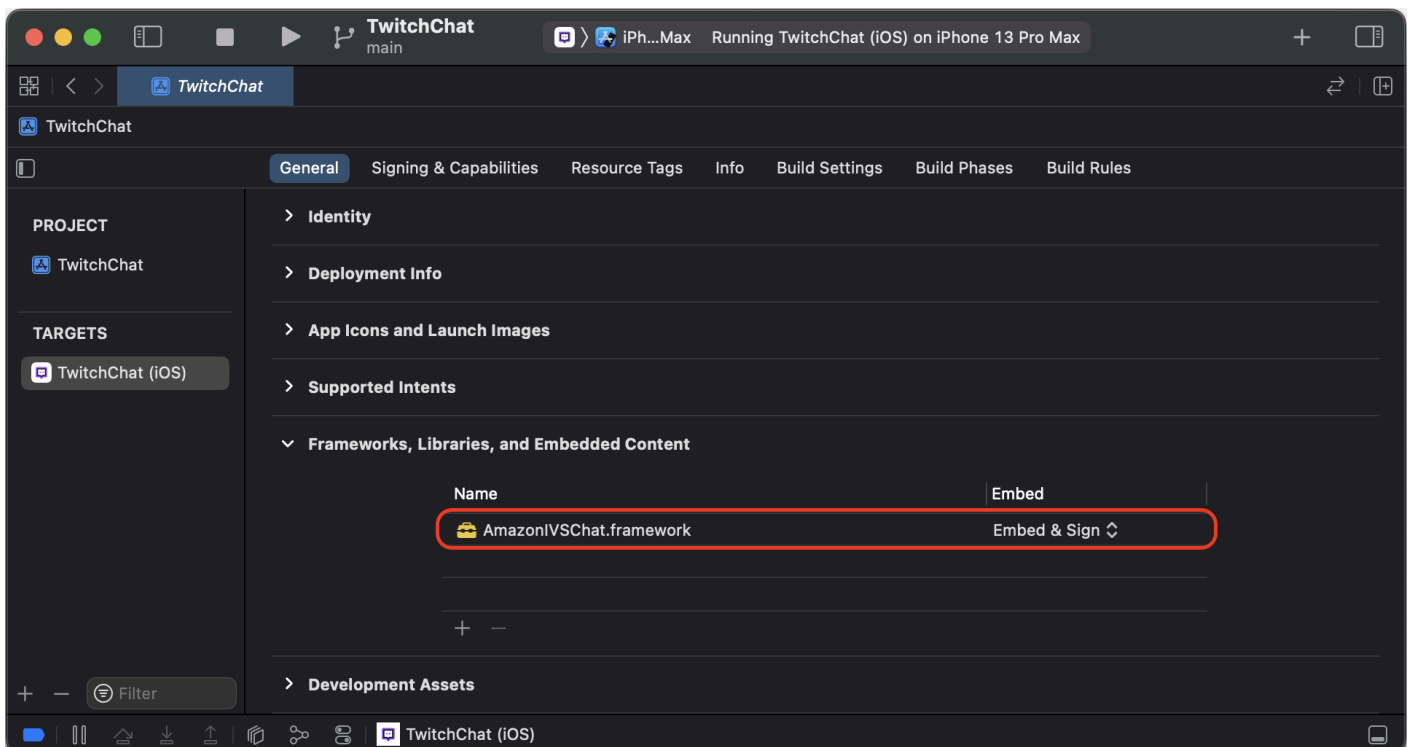 TwitchChat
main
iPh...Max Running TwitchChat (iOS) on iPhone 13 Pro Max
TwitchChat
TwitchChat
General Signing & Capabilities Resource Tags Info Build Settings Build Phases Build Rules
PROJECT
TwitchChat
TARGETS
TwitchChat (iOS)
Identity
Deployment Info
App Icons and Launch Images
Supported Intents
Frameworks, Libraries, and Embedded Content
Name Embed
AmazonIVSChat.framework Embed & Sign
Development Assets
Filter
TwitchChat (iOS)